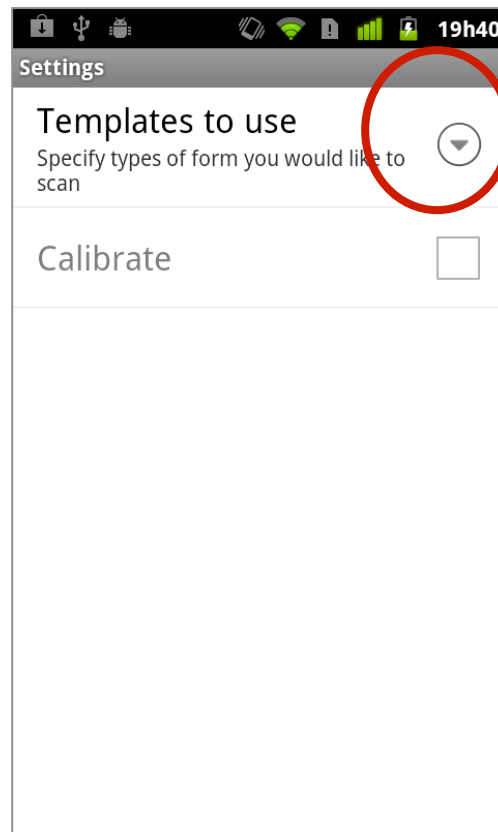 19h40
Settings
Templates to use
Specify types of form you would like to
scan
Calibrate